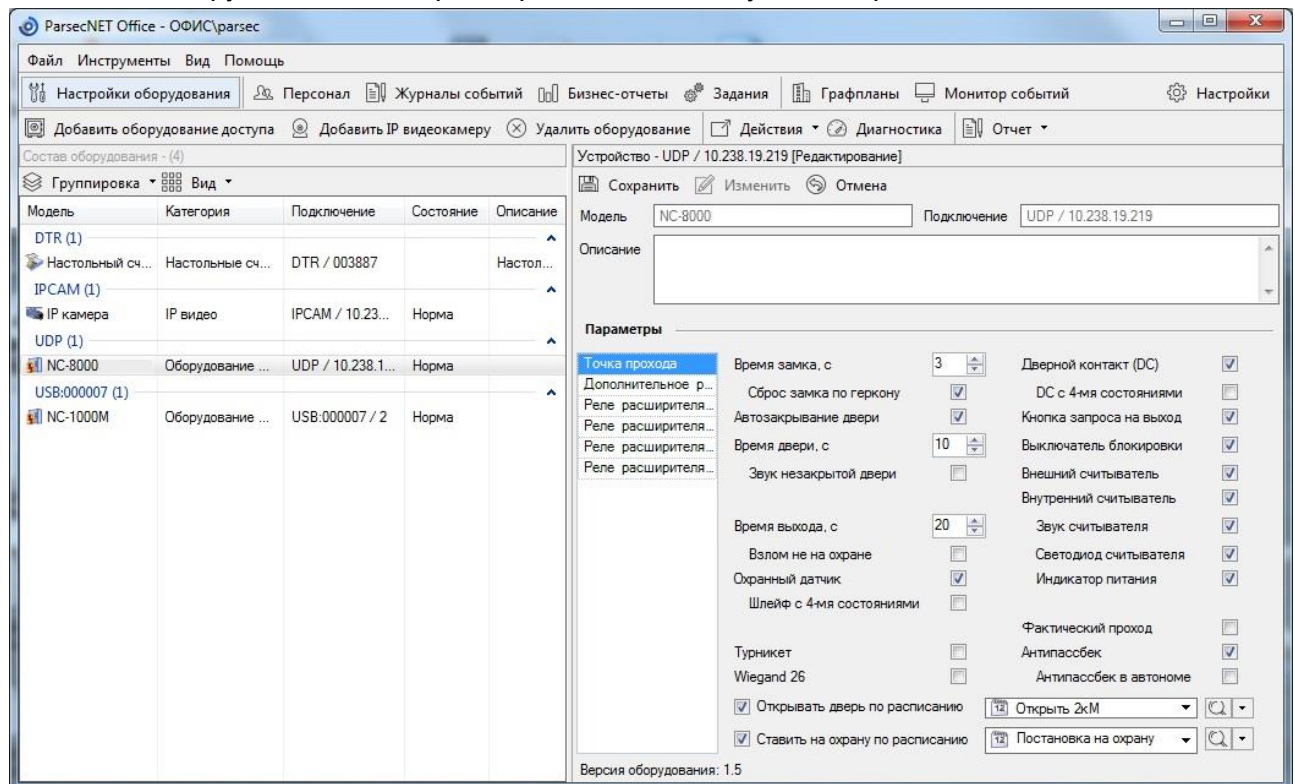 ParsecNET Office - ОФИС\parsec
Файл Инструменты Вид Помощь
Настройки оборудования Персонал Журналы событий Бизнес-отчеты Задания Графпланы Монитор событий Настройки
Добавить оборудование доступа Добавить IP видеокамеру Удалить оборудование Действия Диагностика Отчет
Состав оборудования - (4)
Группировка Вид
Модель Категория Подключение Состояние Описание
DTR (1)
Настольный сч... Настольные сч... DTR / 003887 Настол...
IPCAM (1)
IP камера IP видео IPCAM / 10.23... Норма
UDP (1)
NC-8000 Оборудование ... UDP / 10.238.1... Норма
USB:000007 (1)
NC-1000M Оборудование ... USB:000007 / 2 Норма
Устройство - UDP / 10.238.19.219 [Редактирование]
Сохранить Изменить Отмена
Модель NC-8000 Подключение UDP / 10.238.19.219
Описание
Параметры
Точка прохода
Дополнительное р...
Реле расширителя...
Реле расширителя...
Реле расширителя...
Реле расширителя...
Время замка, с 3
Сброс замка по геркону
Автозакрывание двери
Время двери, с 10
Звук незакрытой двери
Время выхода, с 20
Взлом не на охране
Охранный датчик
Шлейф с 4-мя состояниями
Турникет
Wiegand 26
Дверной контакт (DC)
DC с 4-мя состояниями
Кнопка запроса на выход
Выключатель блокировки
Внешний считыватель
Внутренний считыватель
Звук считывателя
Светодиод считывателя
Индикатор питания
Фактический проход
Антипассбек
Антипассбек в автономе
Открывать дверь по расписанию 12 Открыть 2кМ
Ставить на охрану по расписанию 12 Постановка на охрану
Версия оборудования: 1.5